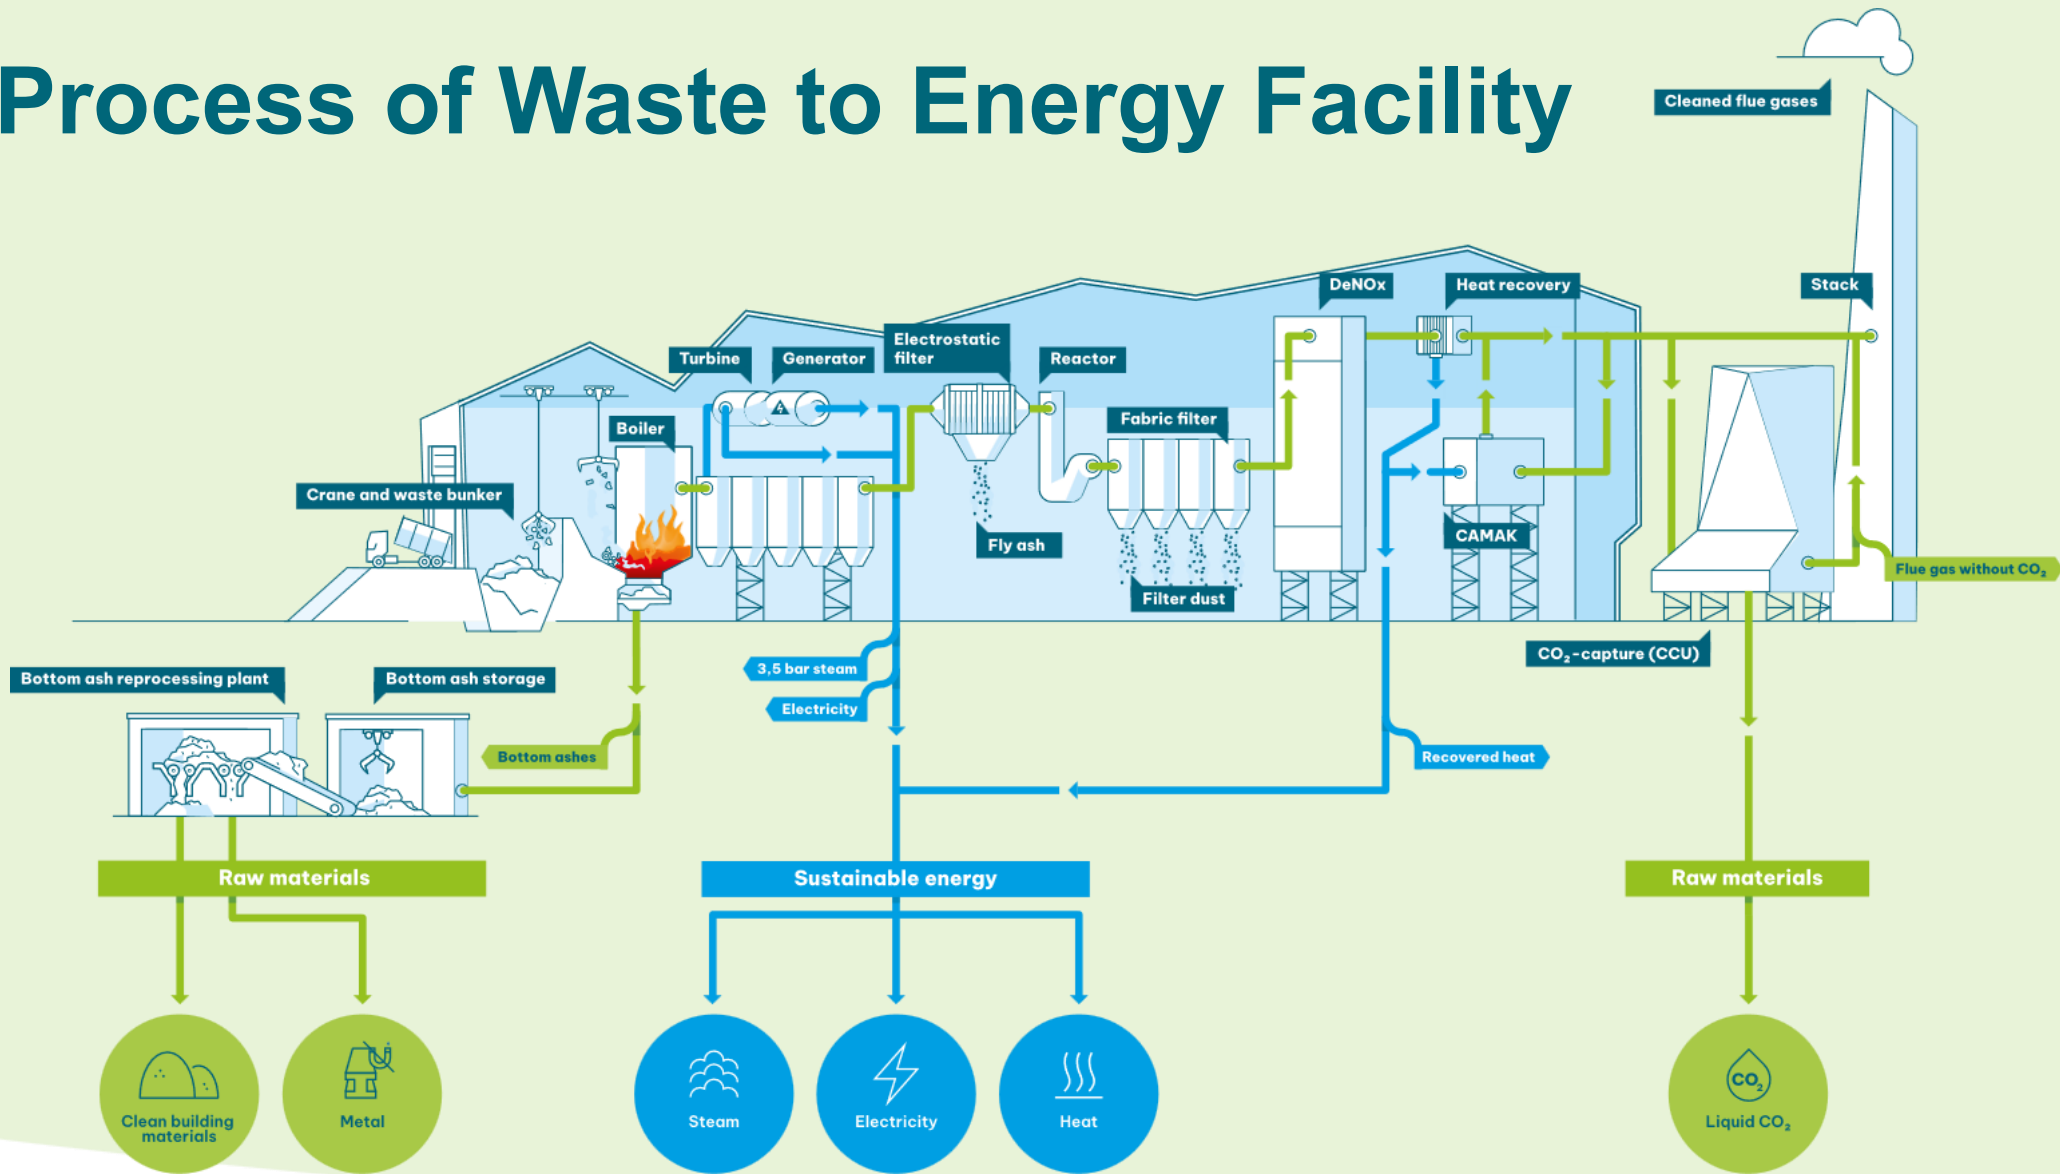 Process of Waste to Energy Facility
Cleaned flue gases
DeNOx
Heat recovery
Stack
Electrostatic
filter
Turbine
Generator
Reactor
Boiler
Fabric filter
Crane and waste bunker
CAMAK
Fly ash
Flue gas without CO₂
Filter dust
CO₂-capture (CCU)
3,5 bar steam
Bottom ash reprocessing plant
Bottom ash storage
Electricity
Bottom ashes
Recovered heat
Raw materials
Sustainable energy
Raw materials
CO₂
Clean building
materials
Metal
Steam
Electricity
Heat
Liquid CO₂